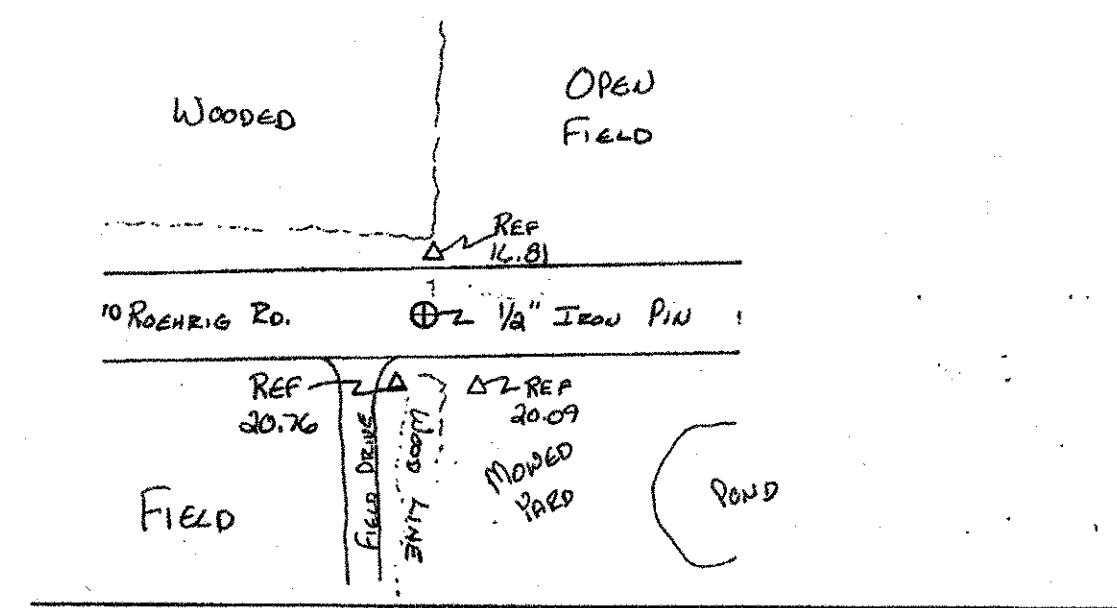 WOODED
OPEN
FIELD
REF
16.81
ROEHRIG RD.
1/2" IRON PIN
REF
20.76
REF
20.09
FIELD DRIVE
WOOD LINE
MOWED
YARD
POND
FIELD